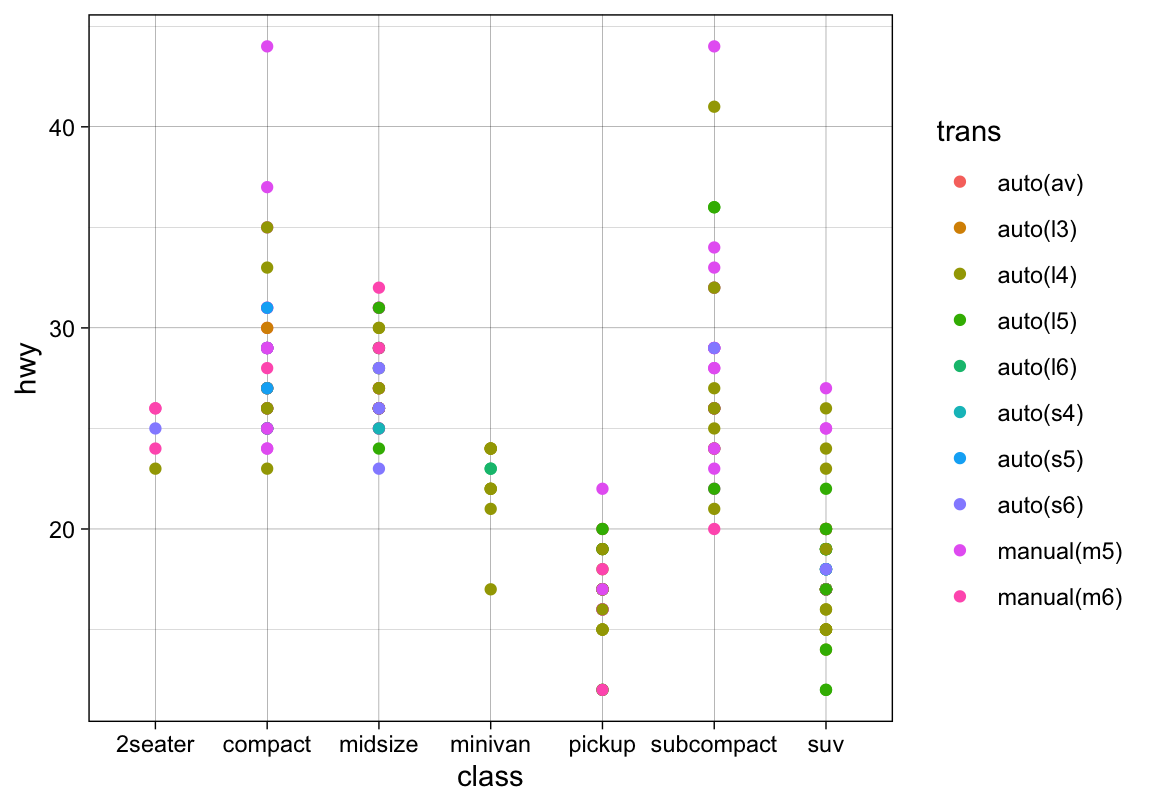 hwy
40
30
20
2seater compact midsize minivan pickup subcompact suv
class
trans
auto(av)
auto(l3)
auto(l4)
auto(l5)
auto(l6)
auto(s4)
auto(s5)
auto(s6)
manual(m5)
manual(m6)